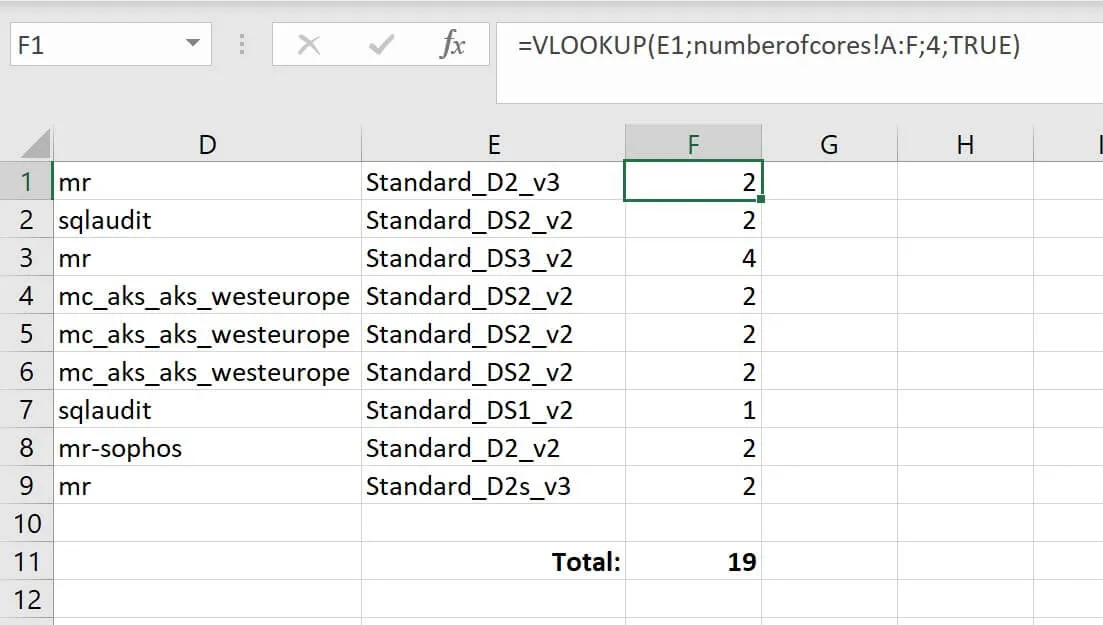 F1 fx =VLOOKUP(E1;numberofcores!A:F;4;TRUE)
D E F G H I
1 mr Standard_D2_v3 2
2 sqlaudit Standard_DS2_v2 2
3 mr Standard_DS3_v2 4
4 mc_aks_aks_westeurope Standard_DS2_v2 2
5 mc_aks_aks_westeurope Standard_DS2_v2 2
6 mc_aks_aks_westeurope Standard_DS2_v2 2
7 sqlaudit Standard_DS1_v2 1
8 mr-sophos Standard_D2_v2 2
9 mr Standard_D2s_v3 2
10
11 Total: 19
12